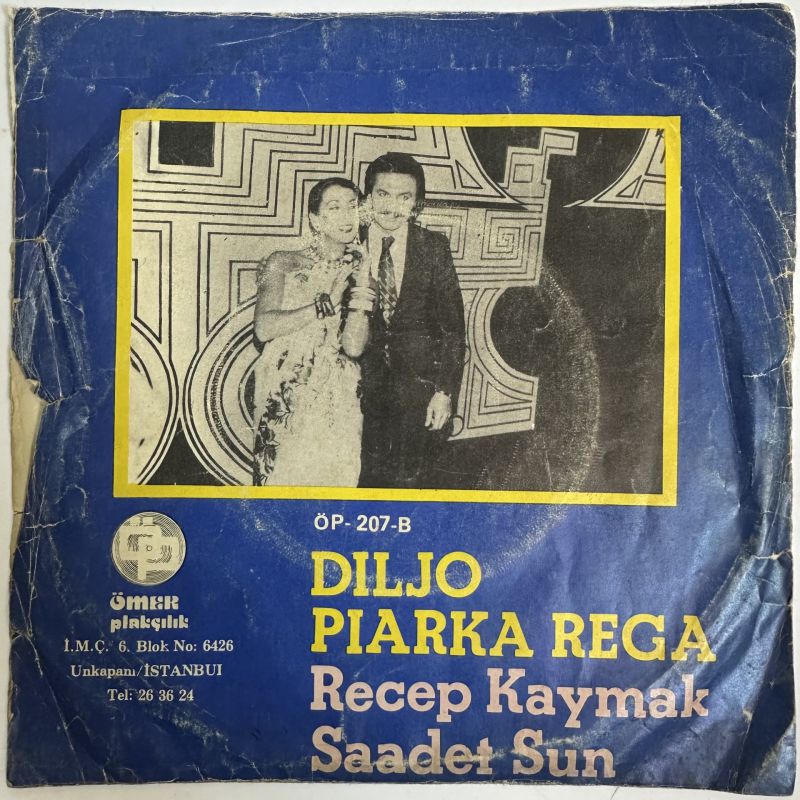 ÖP- 207-B
DILJO
PIARKA REGA
Recep Kaymak
Saadet Sun
ÖMER
plakçılık
İ.M.Ç. 6. Blok No: 6426
Unkapanı/İSTANBUI
Tel: 26 36 24